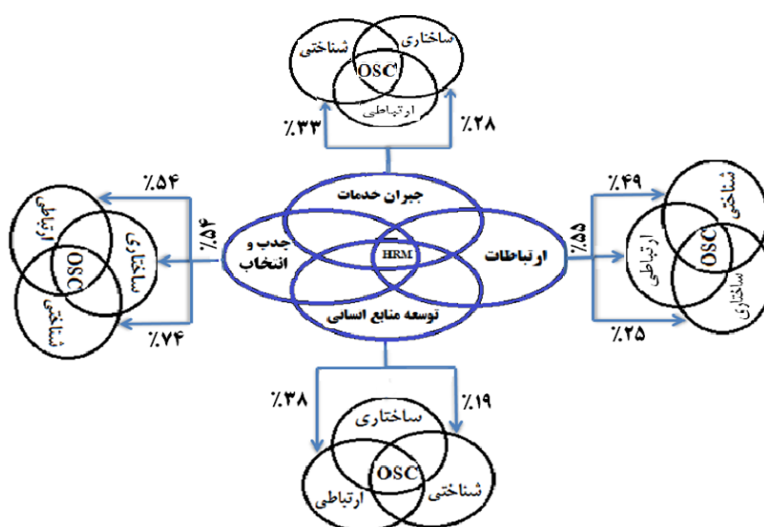 شناختی
ساختاری
OSC
ارتباطی
٪۳۳
٪۲۸
جبران خدمات
جذب و
انتخاب
HRM
ارتباطات
توسعه منابع انسانی
٪۵۴
٪۵۴
٪۷۴
ارتباطی
ساختاری
OSC
شناختی
٪۴۹
٪۵۵
٪۲۵
شناختی
ارتباطی
OSC
ساختاری
٪۳۸
٪۱۹
ساختاری
OSC
ارتباطی
شناختی